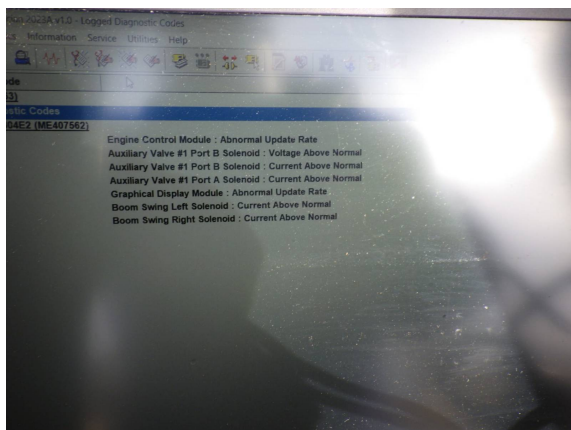 2023A v1.0 - Logged Diagnostic Codes
Information Service Utilities Help
ode
3)
ostic Codes
04E2 (ME407562)
Engine Control Module : Abnormal Update Rate
Auxiliary Valve #1 Port B Solenoid : Voltage Above Normal
Auxiliary Valve #1 Port B Solenoid : Current Above Normal
Auxiliary Valve #1 Port A Solenoid : Current Above Normal
Graphical Display Module : Abnormal Update Rate
Boom Swing Left Solenoid : Current Above Normal
Boom Swing Right Solenoid : Current Above Normal